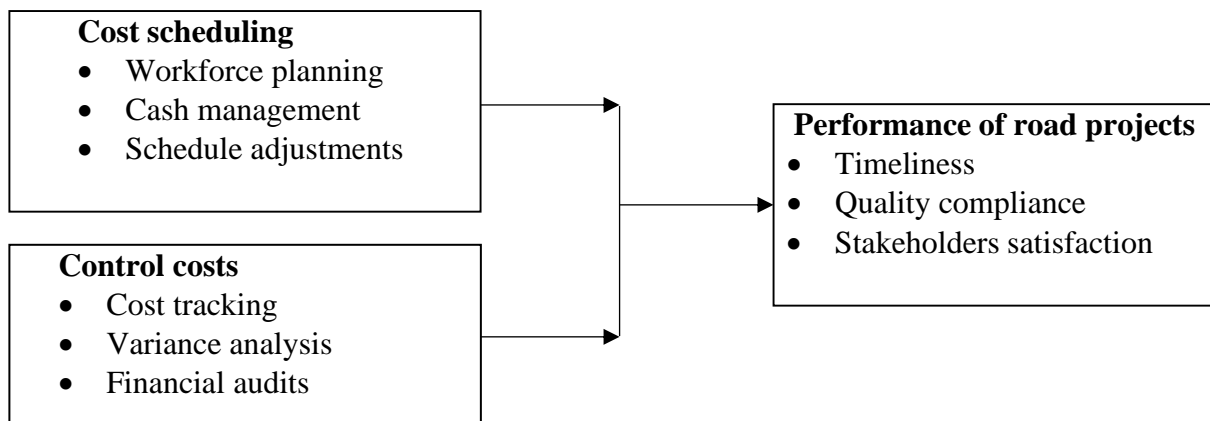 Cost scheduling
• Workforce planning
• Cash management
• Schedule adjustments
Control costs
• Cost tracking
• Variance analysis
• Financial audits
Performance of road projects
• Timeliness
• Quality compliance
• Stakeholders satisfaction